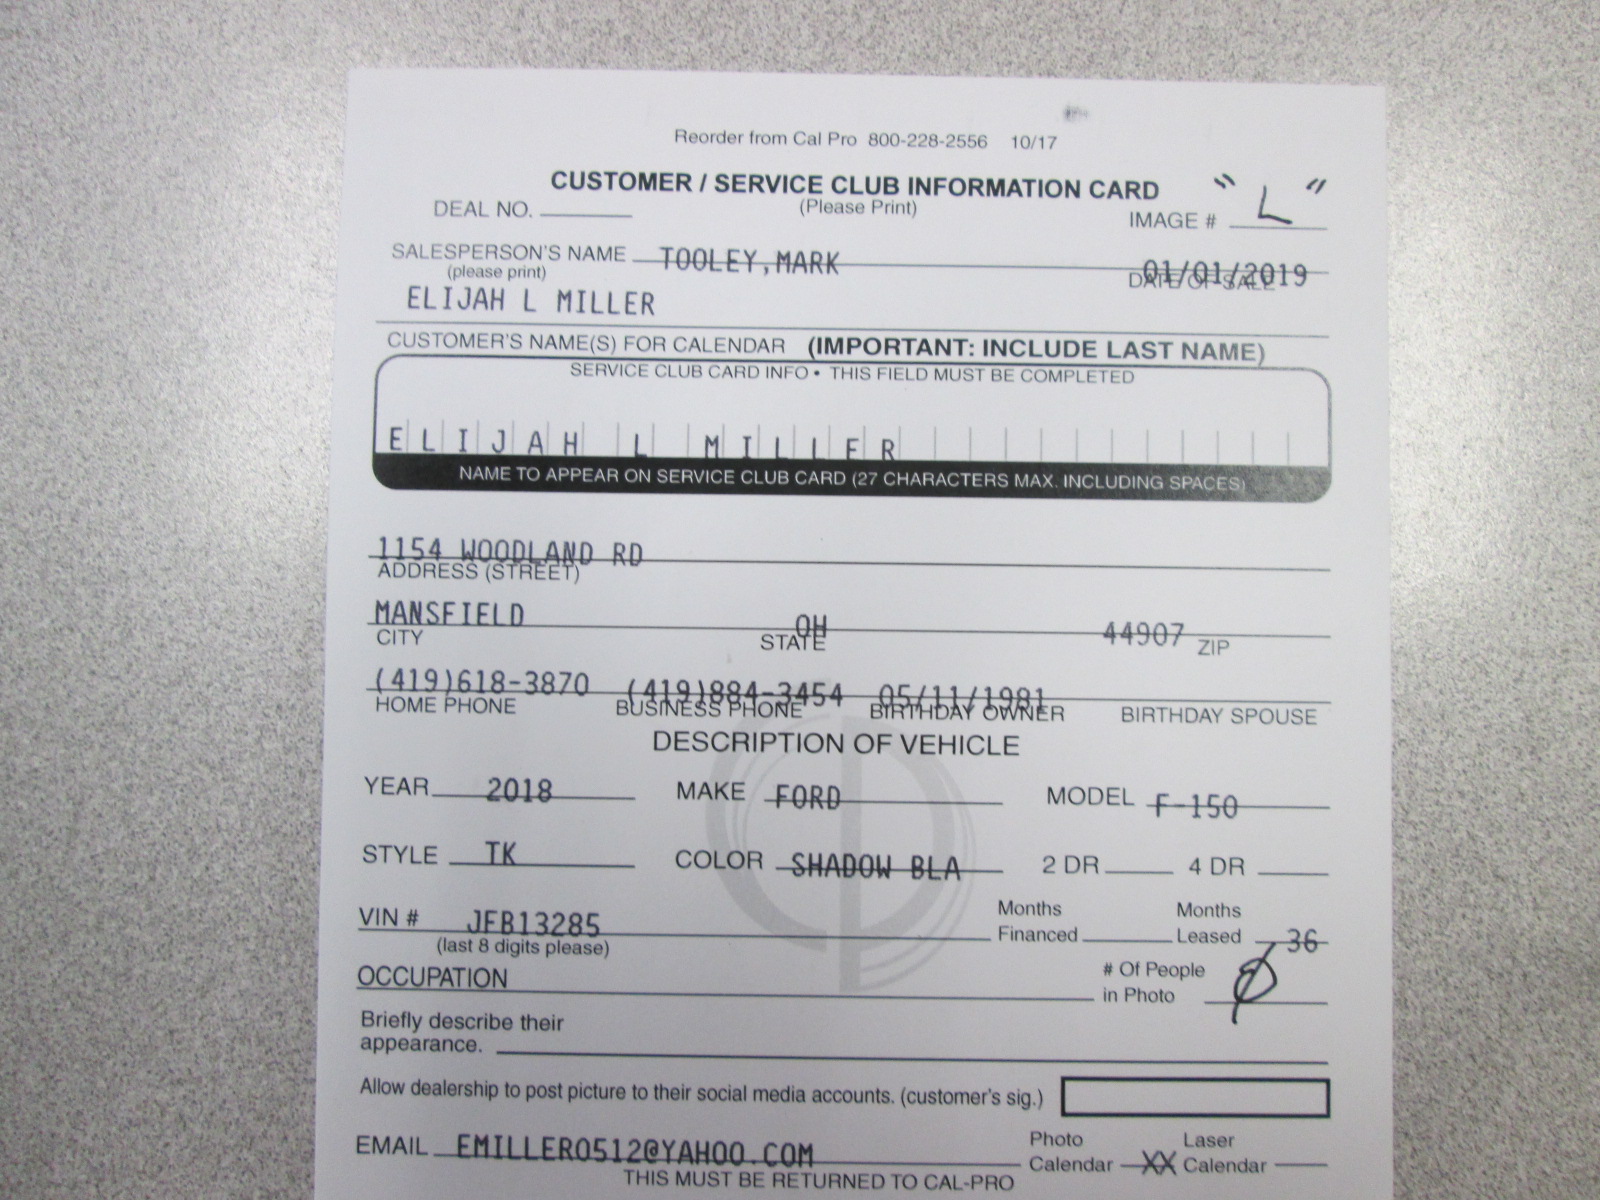 Reorder from Cal Pro 800-228-2556 10/17
CUSTOMER / SERVICE CLUB INFORMATION CARD
(Please Print)
DEAL NO.
IMAGE # "L"
SALESPERSON'S NAME TOOLEY,MARK
(please print)
01/01/2019
DATE OF SALE
ELIJAH L MILLER
CUSTOMER'S NAME(S) FOR CALENDAR (IMPORTANT: INCLUDE LAST NAME)
SERVICE CLUB CARD INFO • THIS FIELD MUST BE COMPLETED
ELIJAH L MILLER
NAME TO APPEAR ON SERVICE CLUB CARD (27 CHARACTERS MAX. INCLUDING SPACES)
1154 WOODLAND RD
ADDRESS (STREET)
MANSFIELD OH 44907
CITY STATE ZIP
(419)618-3870 (419)884-3454 05/11/1981
HOME PHONE BUSINESS PHONE BIRTHDAY OWNER BIRTHDAY SPOUSE
DESCRIPTION OF VEHICLE
YEAR 2018 MAKE FORD MODEL F-150
STYLE TK COLOR SHADOW BLA 2 DR 4 DR
VIN # JFB13285 Months Financed Months Leased 36
(last 8 digits please)
OCCUPATION # Of People in Photo Ø
Briefly describe their
appearance.
Allow dealership to post picture to their social media accounts. (customer's sig.)
EMAIL EMILLER0512@YAHOO.COM Photo Calendar XX Laser Calendar
THIS MUST BE RETURNED TO CAL-PRO